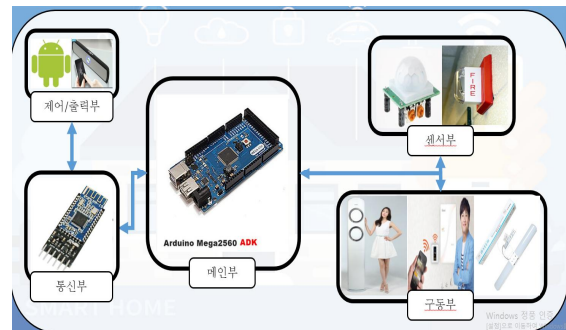 제어/출력부
통신부
Arduino Mega2560 ADK
메인부
FIRE
센서부
구동부
SMART HOME
Windows 정품 인증